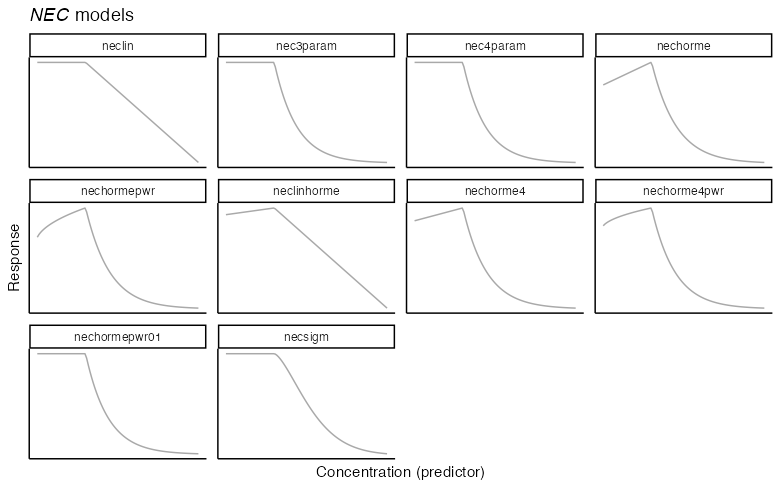 NEC models
neclin
nec3param
nec4param
nechorme
nechormepwr
neclinhorme
nechorme4
nechorme4pwr
nechormepwr01
necsigm
Response
Concentration (predictor)